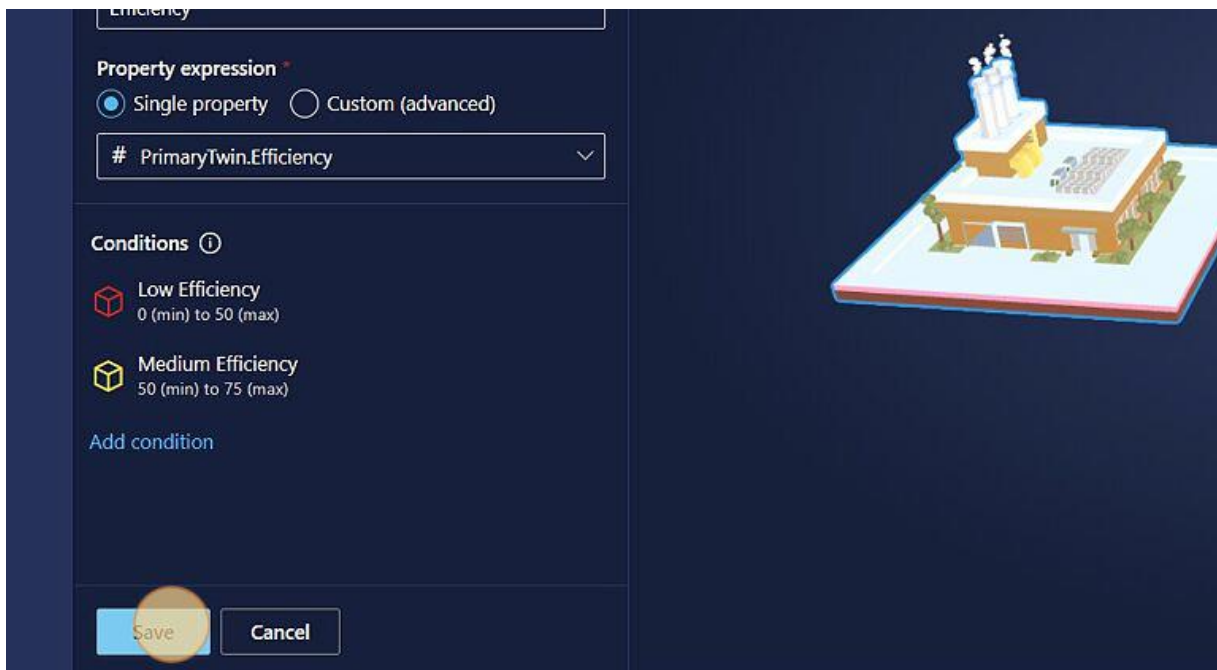 Efficiency
Property expression *
Single property Custom (advanced)
# PrimaryTwin.Efficiency
Conditions
Low Efficiency
0 (min) to 50 (max)
Medium Efficiency
50 (min) to 75 (max)
Add condition
Save Cancel